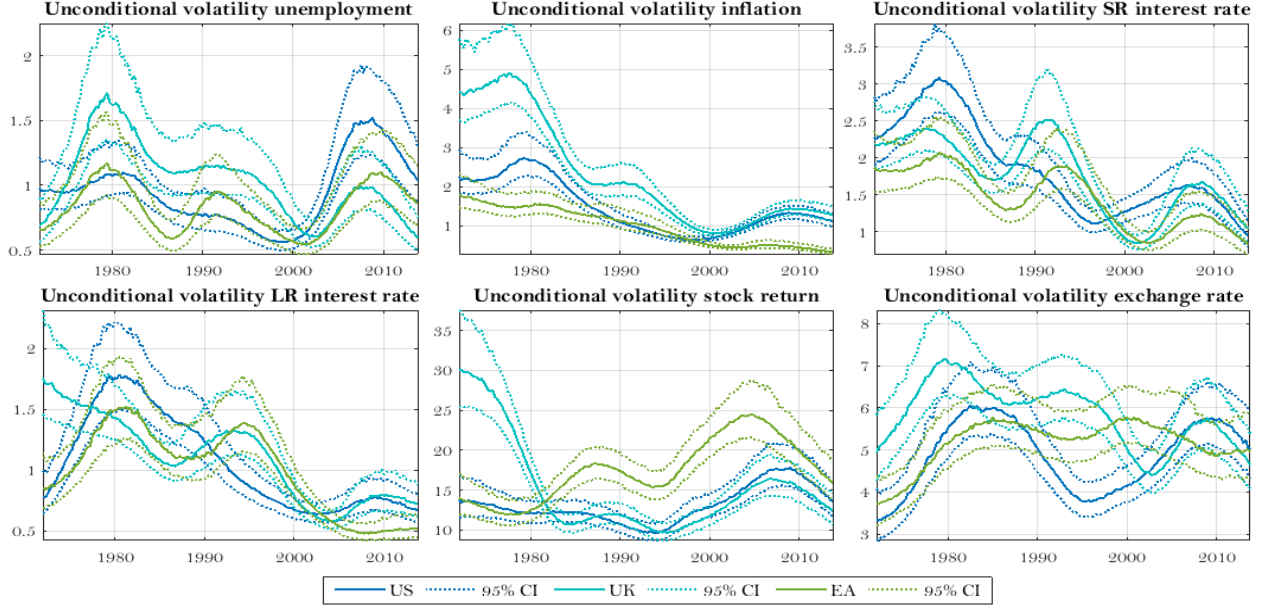 Unconditional volatility unemployment
Unconditional volatility inflation
Unconditional volatility SR interest rate
2
1.5
1
0.5
1980 1990 2000 2010
6
5
4
3
2
1
1980 1990 2000 2010
3.5
3
2.5
2
1.5
1
1980 1990 2000 2010
Unconditional volatility LR interest rate
Unconditional volatility stock return
Unconditional volatility exchange rate
2
1.5
1
0.5
1980 1990 2000 2010
35
30
25
20
15
10
1980 1990 2000 2010
8
7
6
5
4
3
1980 1990 2000 2010
US 95% CI UK 95% CI EA 95% CI